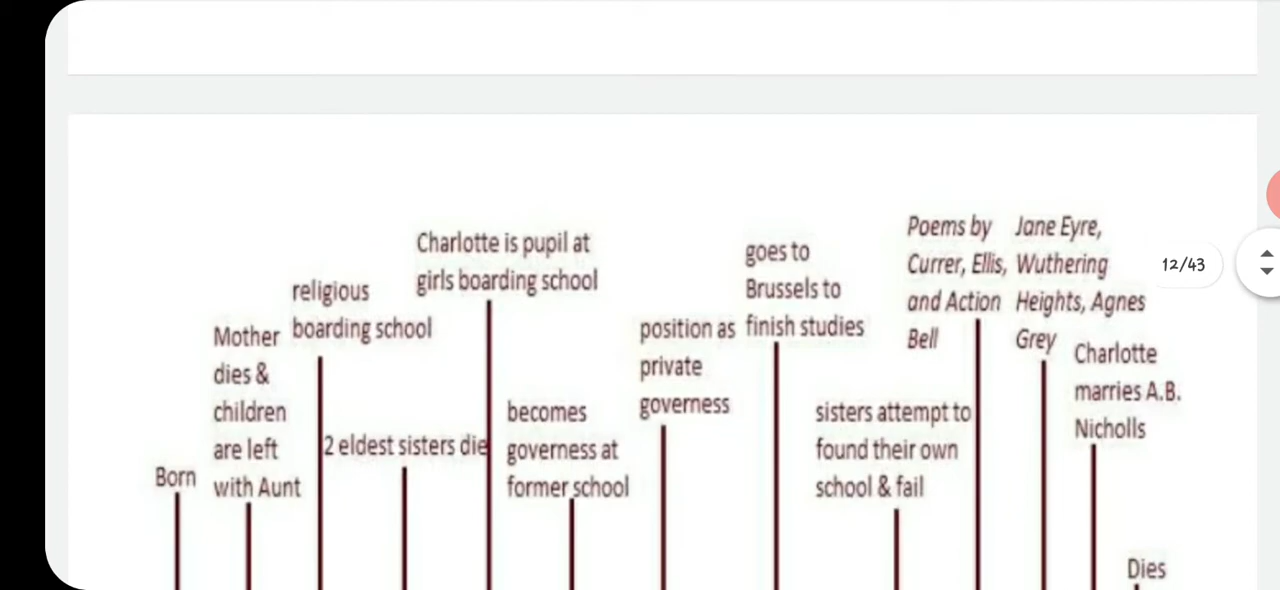 Born
Mother
dies &
children
are left
with Aunt
religious
boarding school
2 eldest sisters die
Charlotte is pupil at
girls boarding school
becomes
governess at
former school
position as
private
governess
goes to
Brussels to
finish studies
sisters attempt to
found their own
school & fail
Poems by
Currer, Ellis,
and Action
Bell
Jane Eyre,
Wuthering
Heights, Agnes
Grey
Charlotte
marries A.B.
Nicholls
Dies
12/43